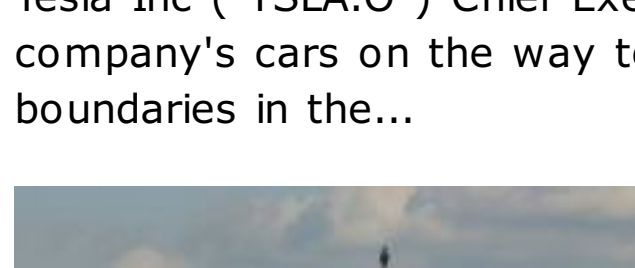 Tesla Inc ( TSLA.O ) Chief
company's cars on the way
boundaries in the...